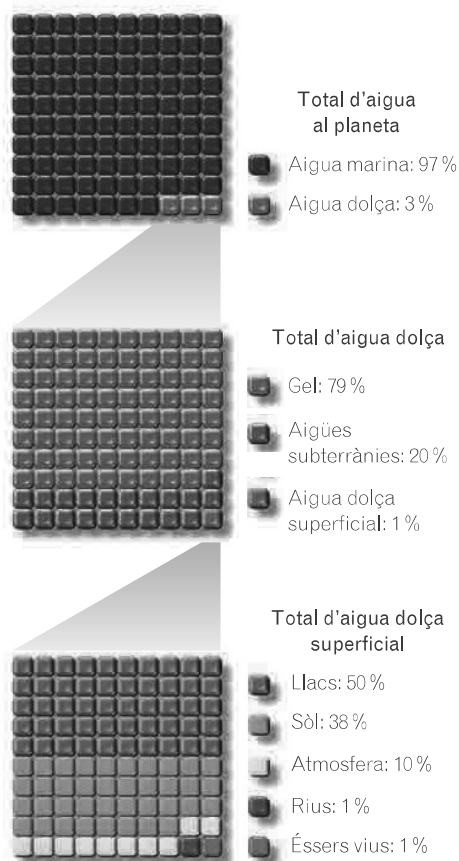 Total d'aigua
al planeta
Aigua marina: 97 %
Aigua dolça: 3 %
Total d'aigua dolça
Gel: 79 %
Aigües
subterrànies: 20 %
Aigua dolça
superficial: 1 %
Total d'aigua dolça
superficial
Llacs: 50 %
Sòl: 38 %
Atmosfera: 10 %
Rius: 1 %
Éssers vius: 1 %